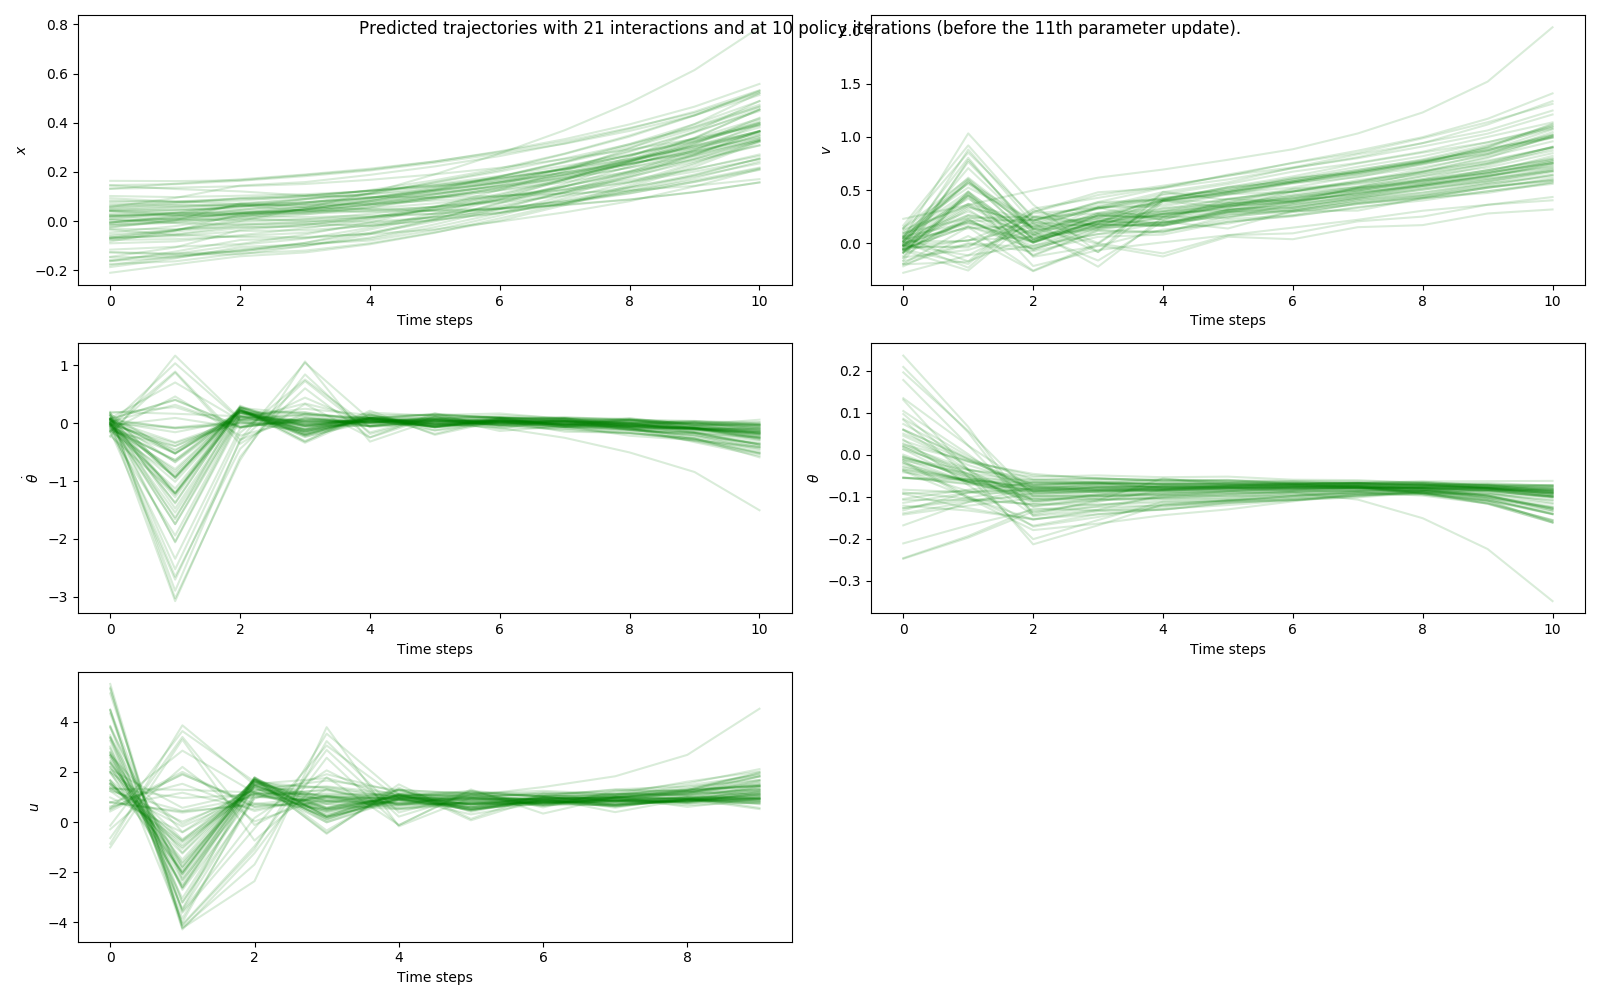 Predicted trajectories with 21 interactions and at 10 policy iterations (before the 11th parameter update).
0.8
0.6
0.4
0.2
0.0
−0.2
x
0 2 4 6 8 10
Time steps
2.0
1.5
1.0
0.5
0.0
v
0 2 4 6 8 10
Time steps
1
0
−1
−2
−3
θ̇
0 2 4 6 8 10
Time steps
0.2
0.1
0.0
−0.1
−0.2
−0.3
θ
0 2 4 6 8 10
Time steps
4
2
0
−2
−4
u
0 2 4 6 8
Time steps